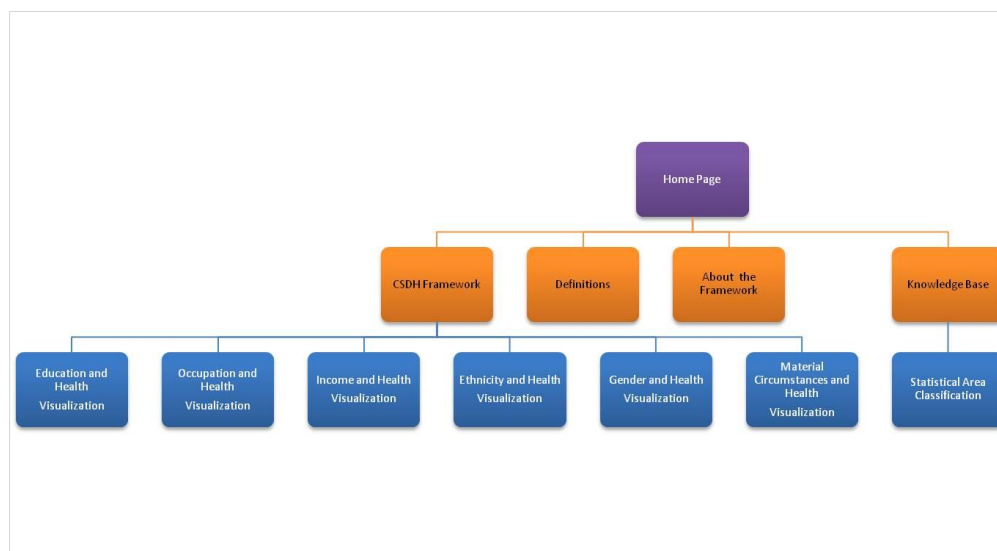 Home Page
CSDH Framework
Definitions
About the
Framework
Knowledge Base
Education and
Health
Visualization
Occupation and
Health
Visualization
Income and Health
Visualization
Ethnicity and Health
Visualization
Gender and Health
Visualization
Material
Circumstances and
Health
Visualization
Statistical Area
Classification